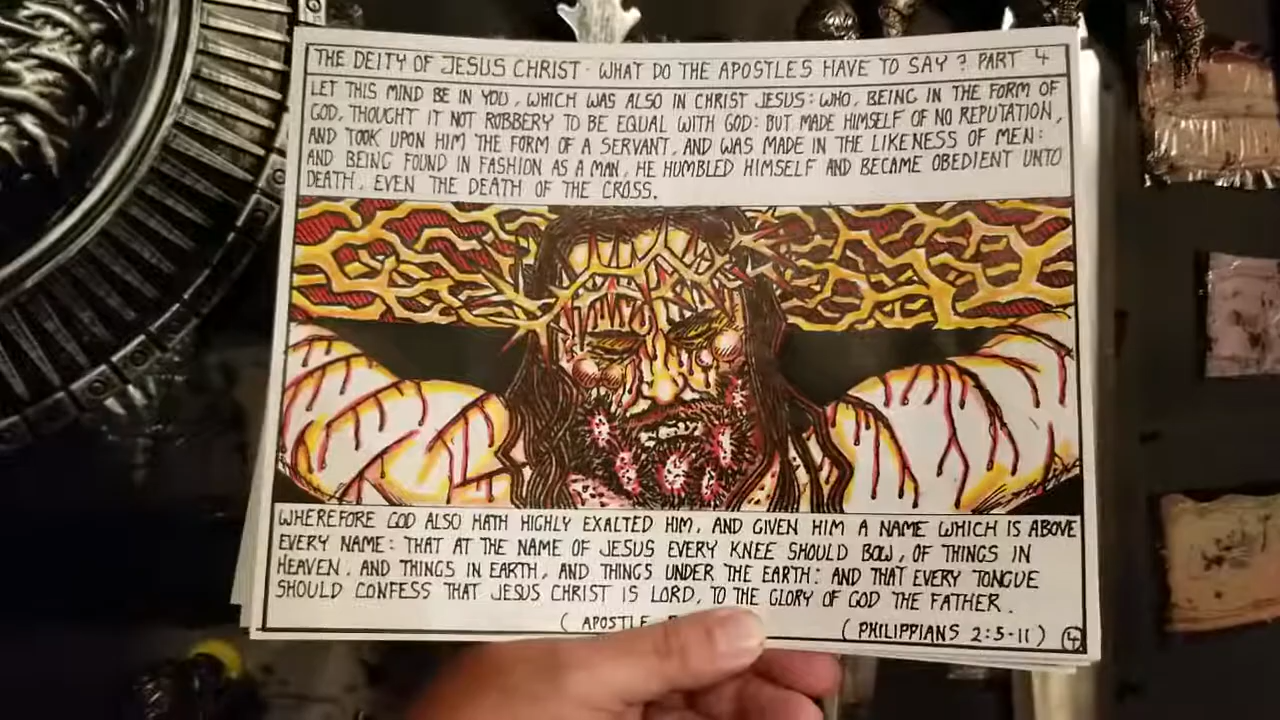 THE DEITY OF JESUS CHRIST · WHAT DO THE APOSTLES HAVE TO SAY ? PART 4
LET THIS MIND BE IN YOU, WHICH WAS ALSO IN CHRIST JESUS: WHO, BEING IN THE FORM OF
GOD, THOUGHT IT NOT ROBBERY TO BE EQUAL WITH GOD: BUT MADE HIMSELF OF NO REPUTATION,
AND TOOK UPON HIM THE FORM OF A SERVANT, AND WAS MADE IN THE LIKENESS OF MEN:
AND BEING FOUND IN FASHION AS A MAN, HE HUMBLED HIMSELF AND BECAME OBEDIENT UNTO
DEATH, EVEN THE DEATH OF THE CROSS.
WHEREFORE GOD ALSO HATH HIGHLY EXALTED HIM, AND GIVEN HIM A NAME WHICH IS ABOVE
EVERY NAME: THAT AT THE NAME OF JESUS EVERY KNEE SHOULD BOW, OF THINGS IN
HEAVEN, AND THINGS IN EARTH, AND THINGS UNDER THE EARTH: AND THAT EVERY TONGUE
SHOULD CONFESS THAT JESUS CHRIST IS LORD, TO THE GLORY OF GOD THE FATHER.
( APOSTLE (PHILIPPIANS 2:5-11) 4